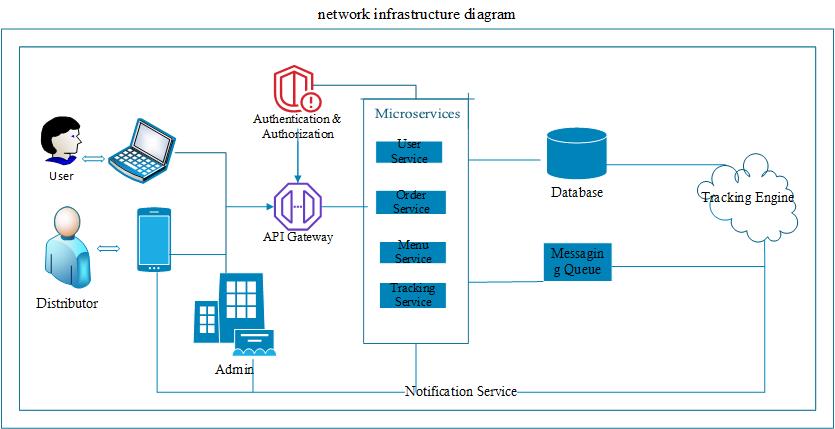 network infrastructure diagram
Authentication &
Authorization
Microservices
User
Service
User
Database
Order
Service
Tracking Engine
API Gateway
Menu
Service
Messagin
g Queue
Distributor
Tracking
Service
Admin
Notification Service